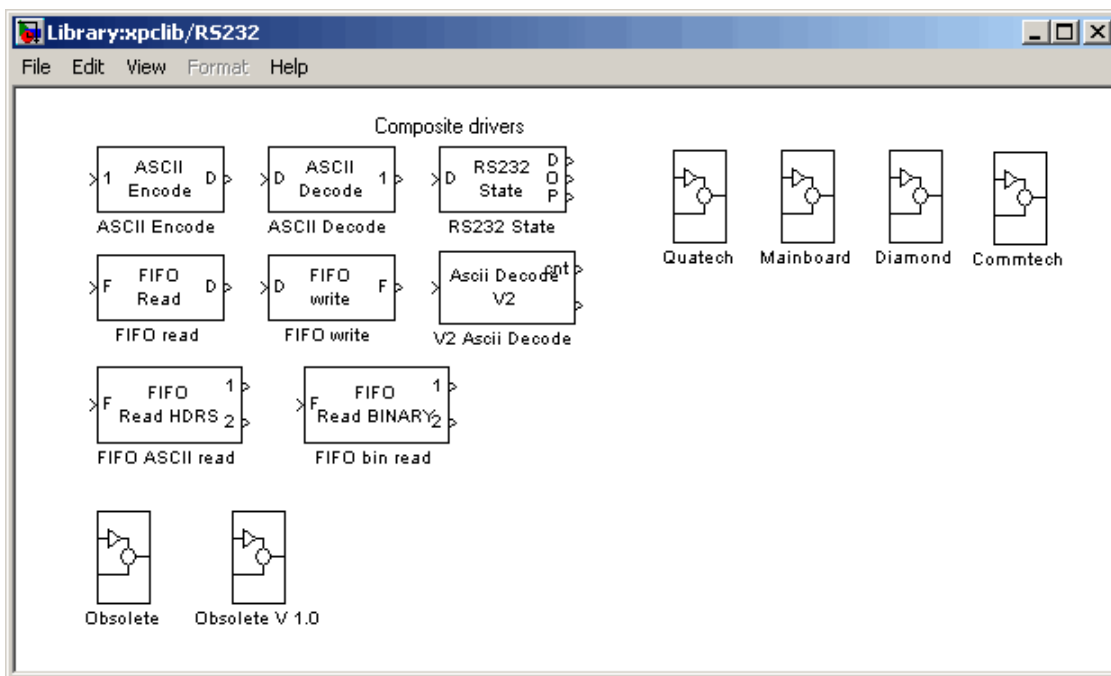 Library:xpclib/RS232
File Edit View Format Help
Composite drivers
1 ASCII Encode D
ASCII Encode
D ASCII Decode 1
ASCII Decode
D RS232 State D O P
RS232 State
Quatech
Mainboard
Diamond
Commtech
F FIFO Read D
FIFO read
D FIFO write F
FIFO write
Ascii Decode V2 cnt
V2 Ascii Decode
F FIFO Read HDRS 1 2
FIFO ASCII read
F FIFO Read BINARY 1 2
FIFO bin read
Obsolete
Obsolete V 1.0